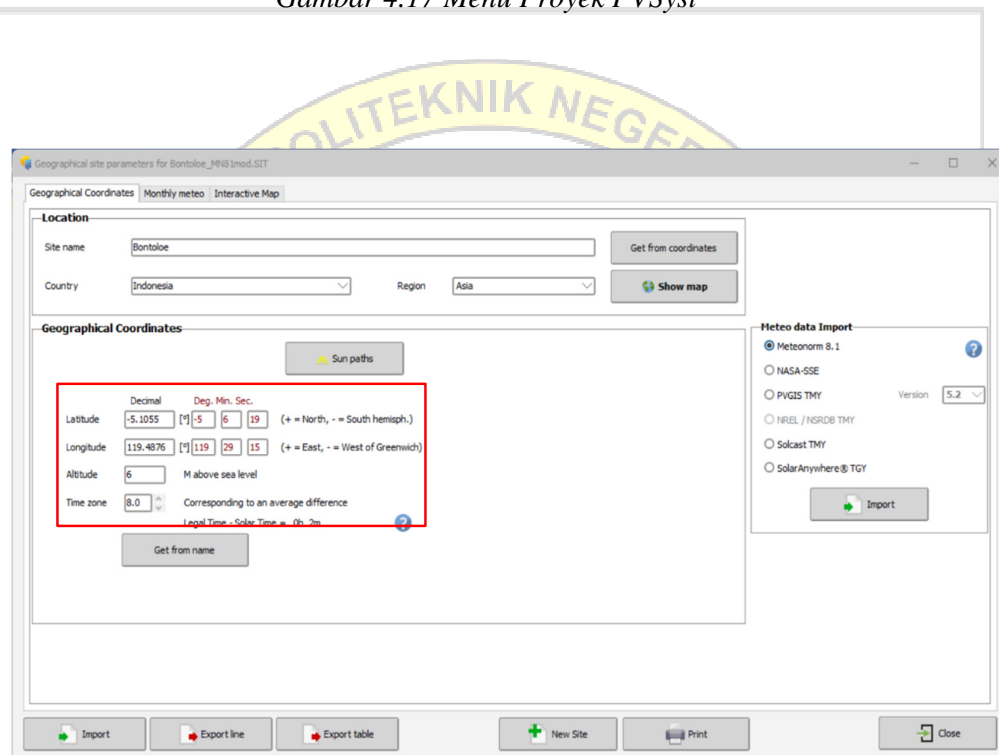 Gambar 4.17 Menu Proyek PVSyst
POLITEKNIK NEGERI
Geographical site parameters for Bontoloe_MN81mod.SIT
Geographical Coordinates Monthly meteo Interactive Map
Location
Site name Bontoloe Get from coordinates
Country Indonesia Region Asia Show map
Geographical Coordinates
Sun paths
Decimal Deg. Min. Sec.
Latitude -5.1055 [°] -5 6 19 (+ = North, - = South hemisph.)
Longitude 119.4876 [°] 119 29 15 (+ = East, - = West of Greenwich)
Altitude 6 M above sea level
Time zone 8.0 Corresponding to an average difference
Legal Time - Solar Time = 0h 2m
Get from name
Meteo data Import
Meteonorm 8.1
NASA-SSE
PVGIS TMY Version 5.2
NREL / NSRDB TMY
Solcast TMY
SolarAnywhere® TGY
Import
Import Export line Export table New Site Print Close